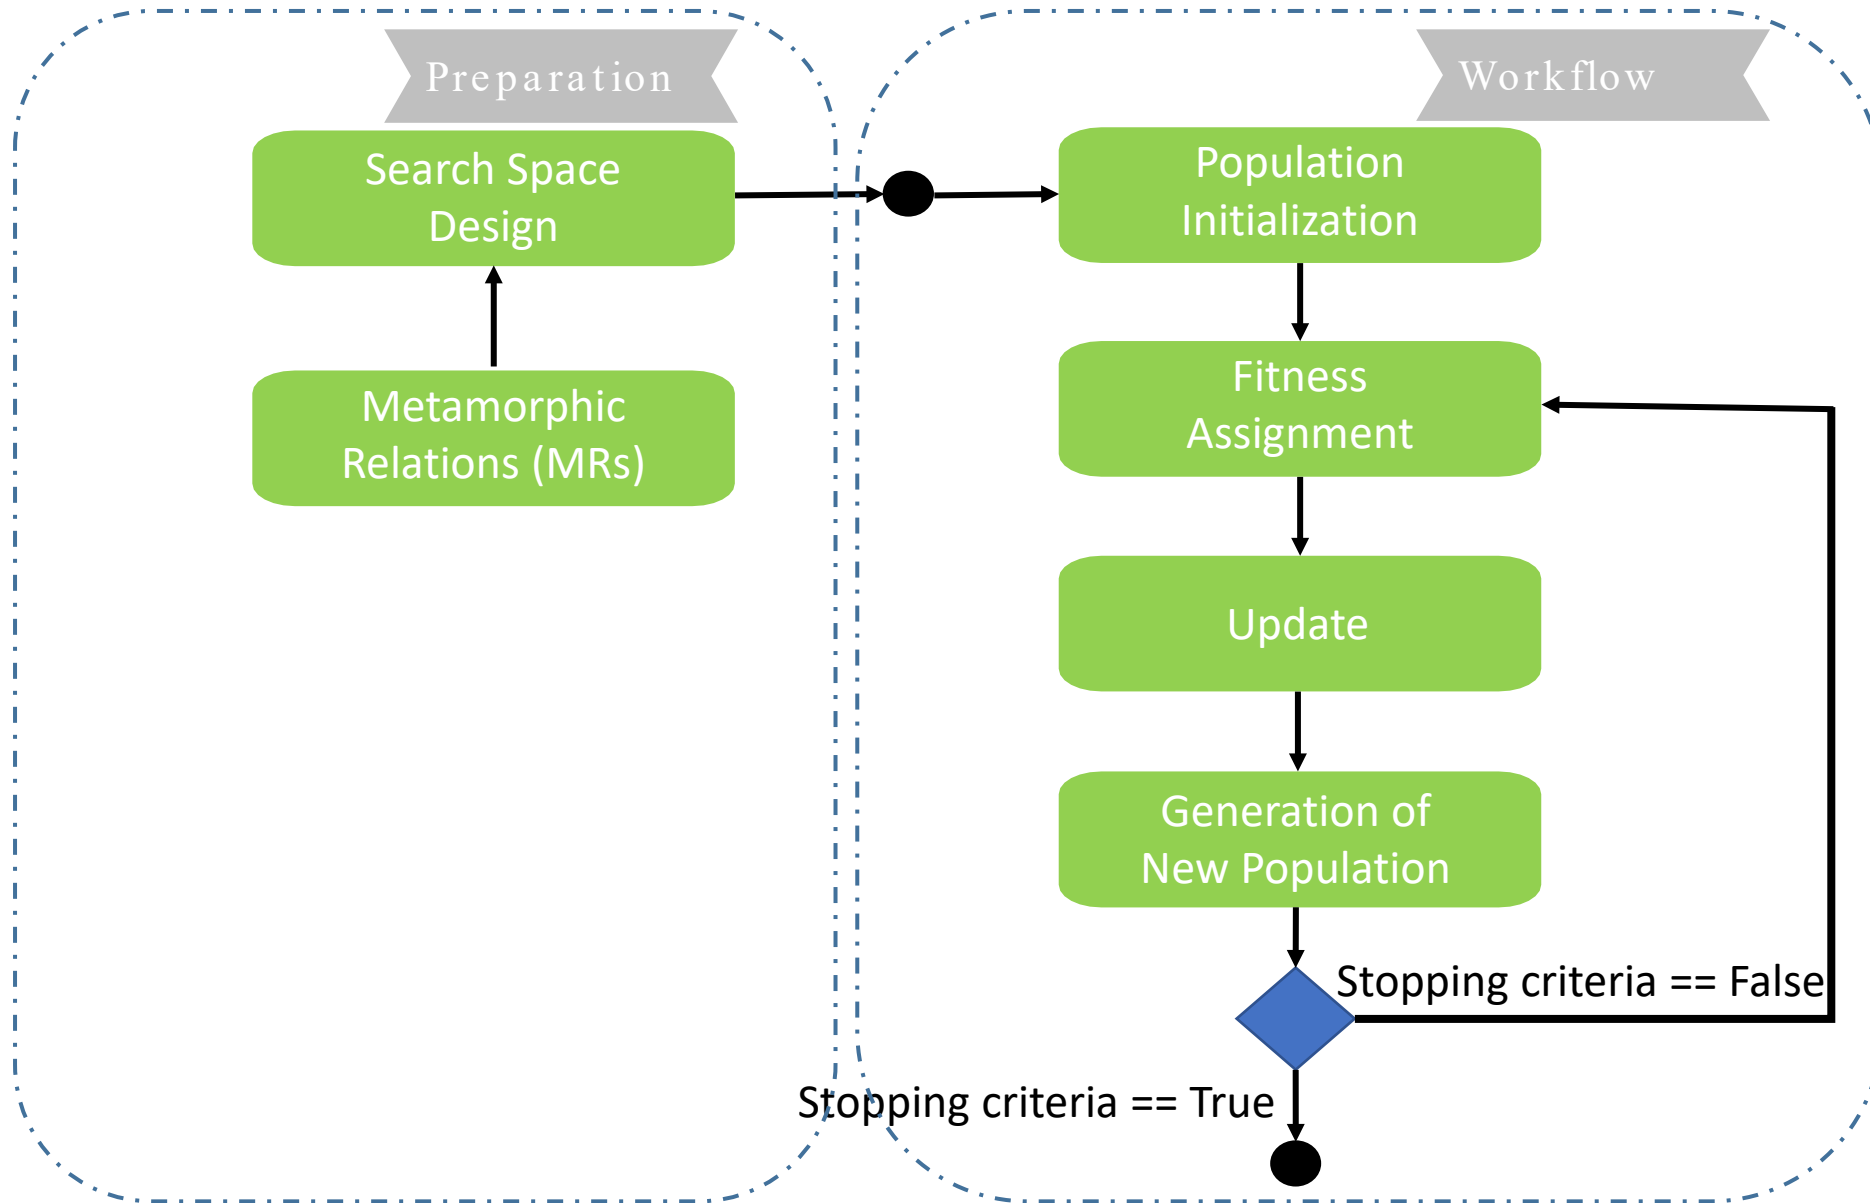 Preparation
Search Space
Design
Metamorphic
Relations (MRs)
Workflow
Population
Initialization
Fitness
Assignment
Update
Generation of
New Population
Stopping criteria == False
Stopping criteria == True